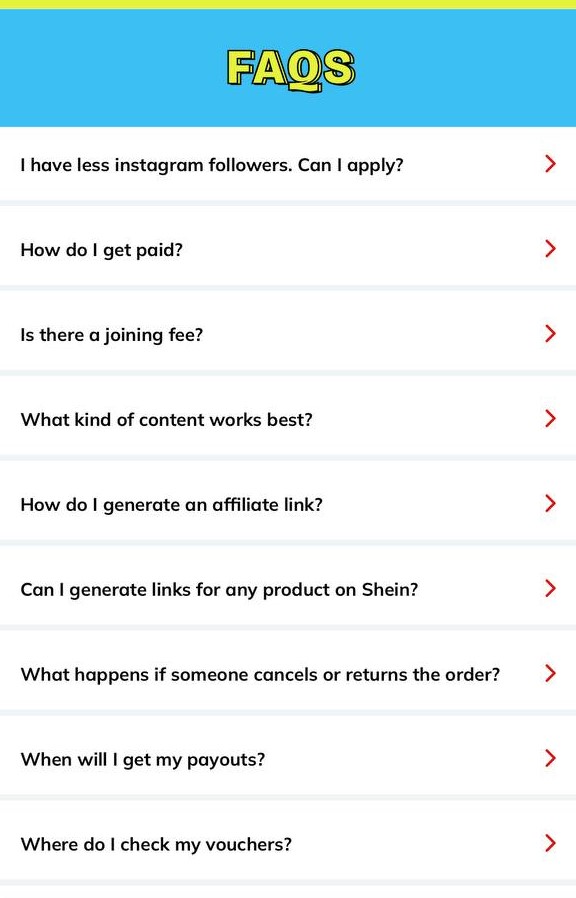 FAQS
I have less instagram followers. Can I apply?
How do I get paid?
Is there a joining fee?
What kind of content works best?
How do I generate an affiliate link?
Can I generate links for any product on Shein?
What happens if someone cancels or returns the order?
When will I get my payouts?
Where do I check my vouchers?